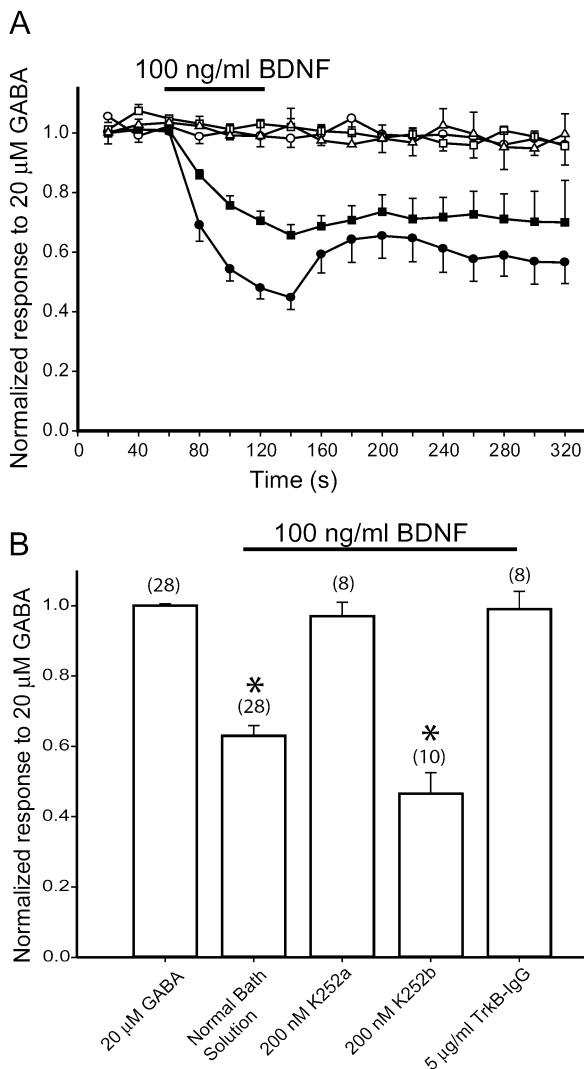 A
100 ng/ml BDNF
Normalized response to 20 μM GABA
1.0
0.8
0.6
0.4
0.2
0.0
0 40 80 120 160 200 240 280 320
Time (s)
B
100 ng/ml BDNF
Normalized response to 20 μM GABA
1.0
0.8
0.6
0.4
0.2
0.0
(28)
*
(28)
(8)
*
(10)
(8)
20 μM GABA
Normal Bath
Solution
200 nM K252a
200 nM K252b
5 μg/ml TrkB-IgG